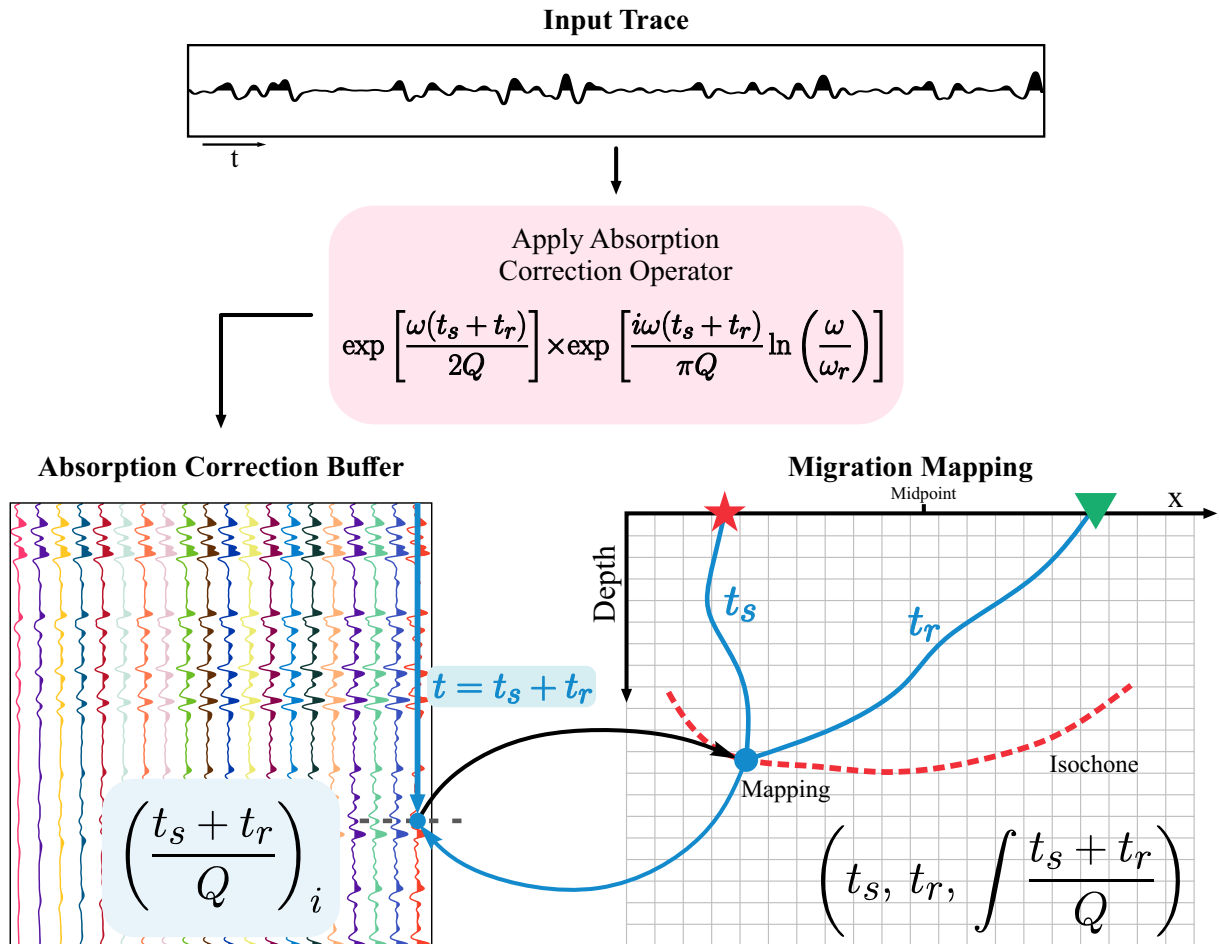 Input Trace
t
Apply Absorption
Correction Operator
exp [ω(t_s + t_r) / 2Q] × exp [iω(t_s + t_r) / πQ ln (ω / ω_r)]
Absorption Correction Buffer
Migration Mapping
Midpoint
x
Depth
t_s
t_r
t = t_s + t_r
Isochone
Mapping
((t_s + t_r) / Q)_i
(t_s, t_r, ∫ (t_s + t_r) / Q)